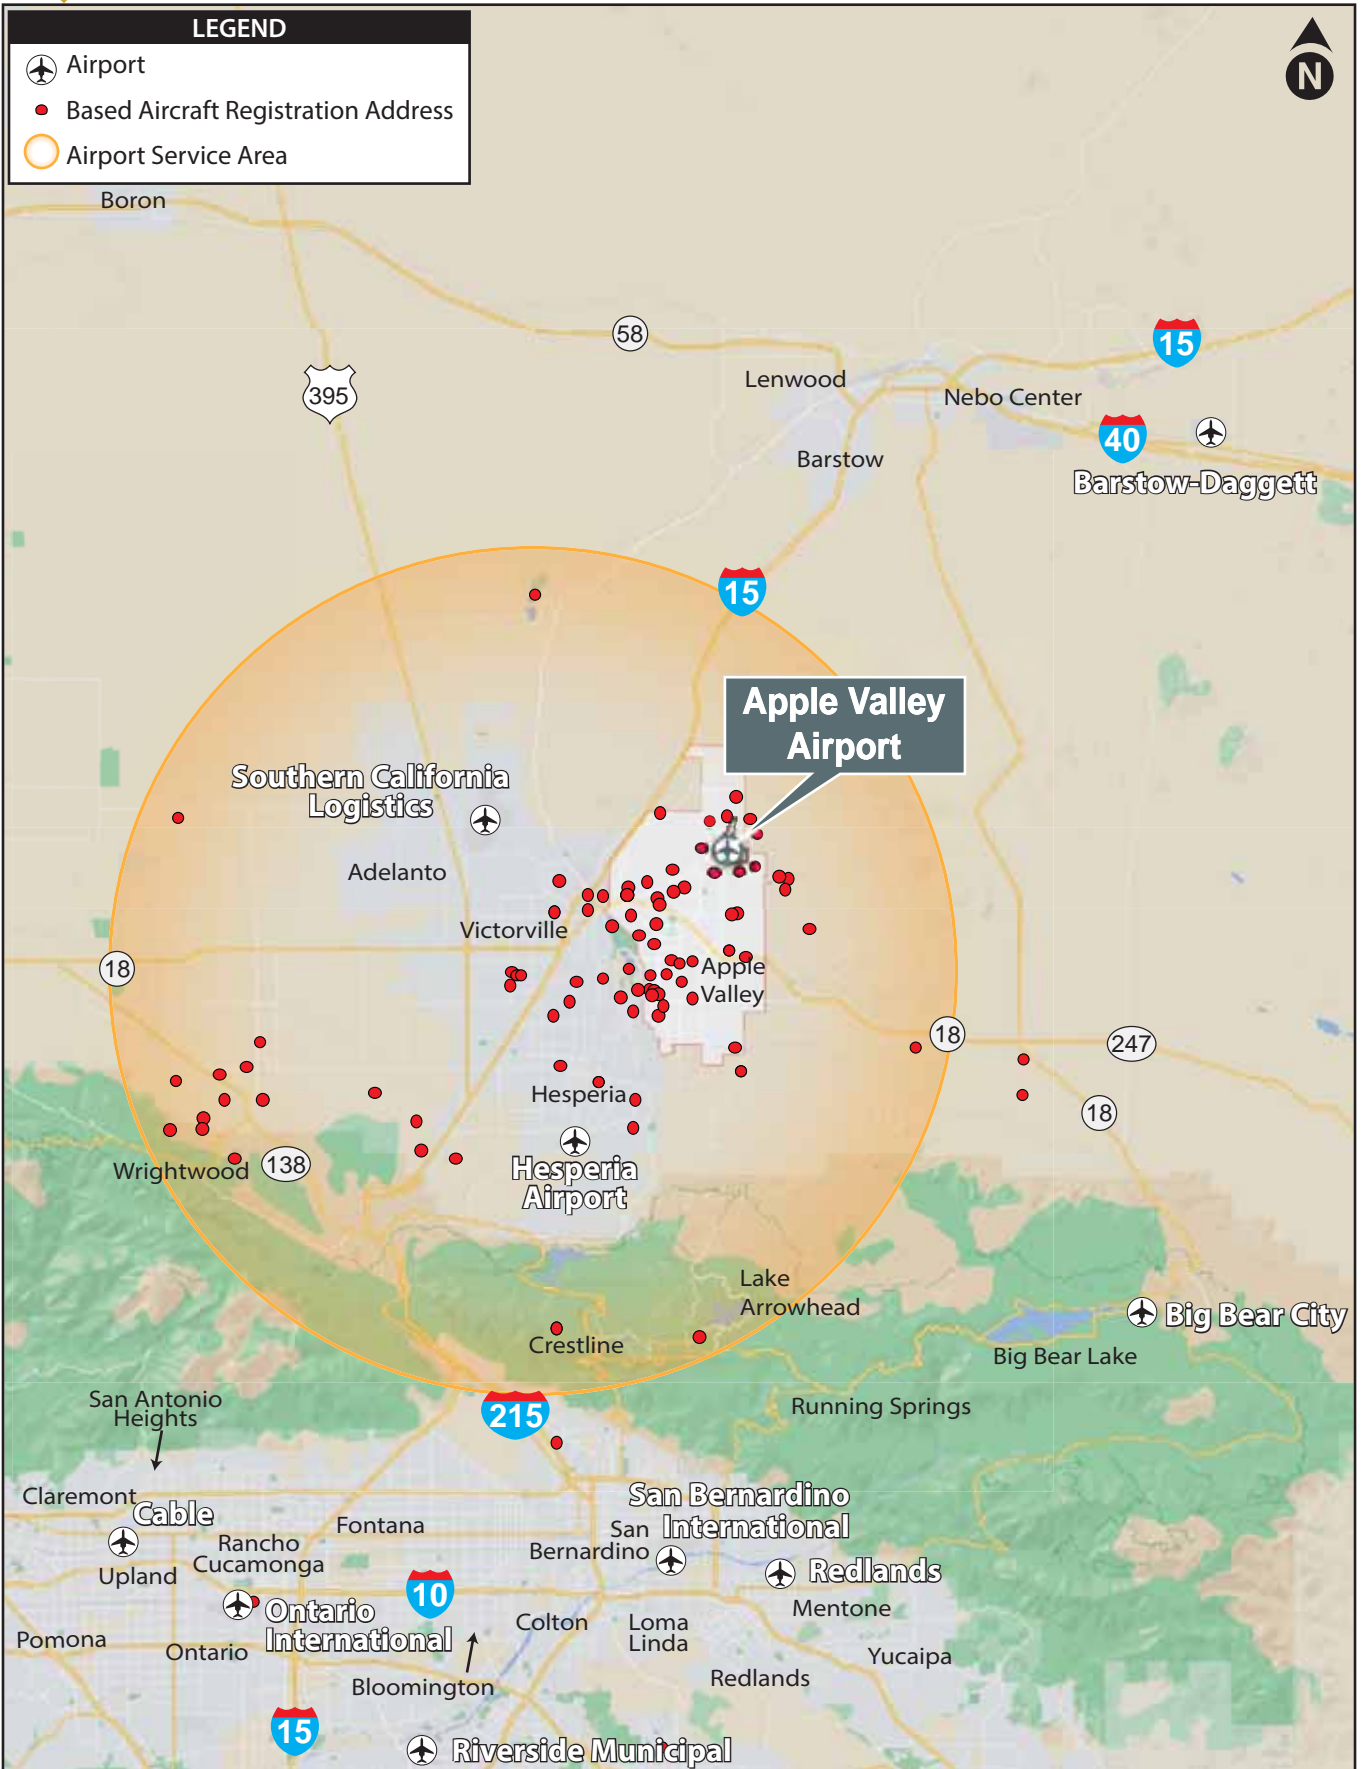 LEGEND
Airport
Based Aircraft Registration Address
Airport Service Area
N
Boron
58
15
395
Lenwood
Nebo Center
40
Barstow
Barstow-Daggett
15
Apple Valley
Airport
Southern California
Logistics
Adelanto
Victorville
Apple
Valley
18
18
247
Hesperia
18
Wrightwood
138
Hesperia
Airport
Lake
Arrowhead
Big Bear City
Crestline
Big Bear Lake
San Antonio
Heights
215
Running Springs
Claremont
Cable
San Bernardino
International
Fontana
San
Bernardino
Rancho
Cucamonga
Upland
Redlands
10
Mentone
Ontario
International
Colton
Loma
Linda
Pomona
Ontario
Yucaipa
Bloomington
Redlands
15
Riverside Municipal